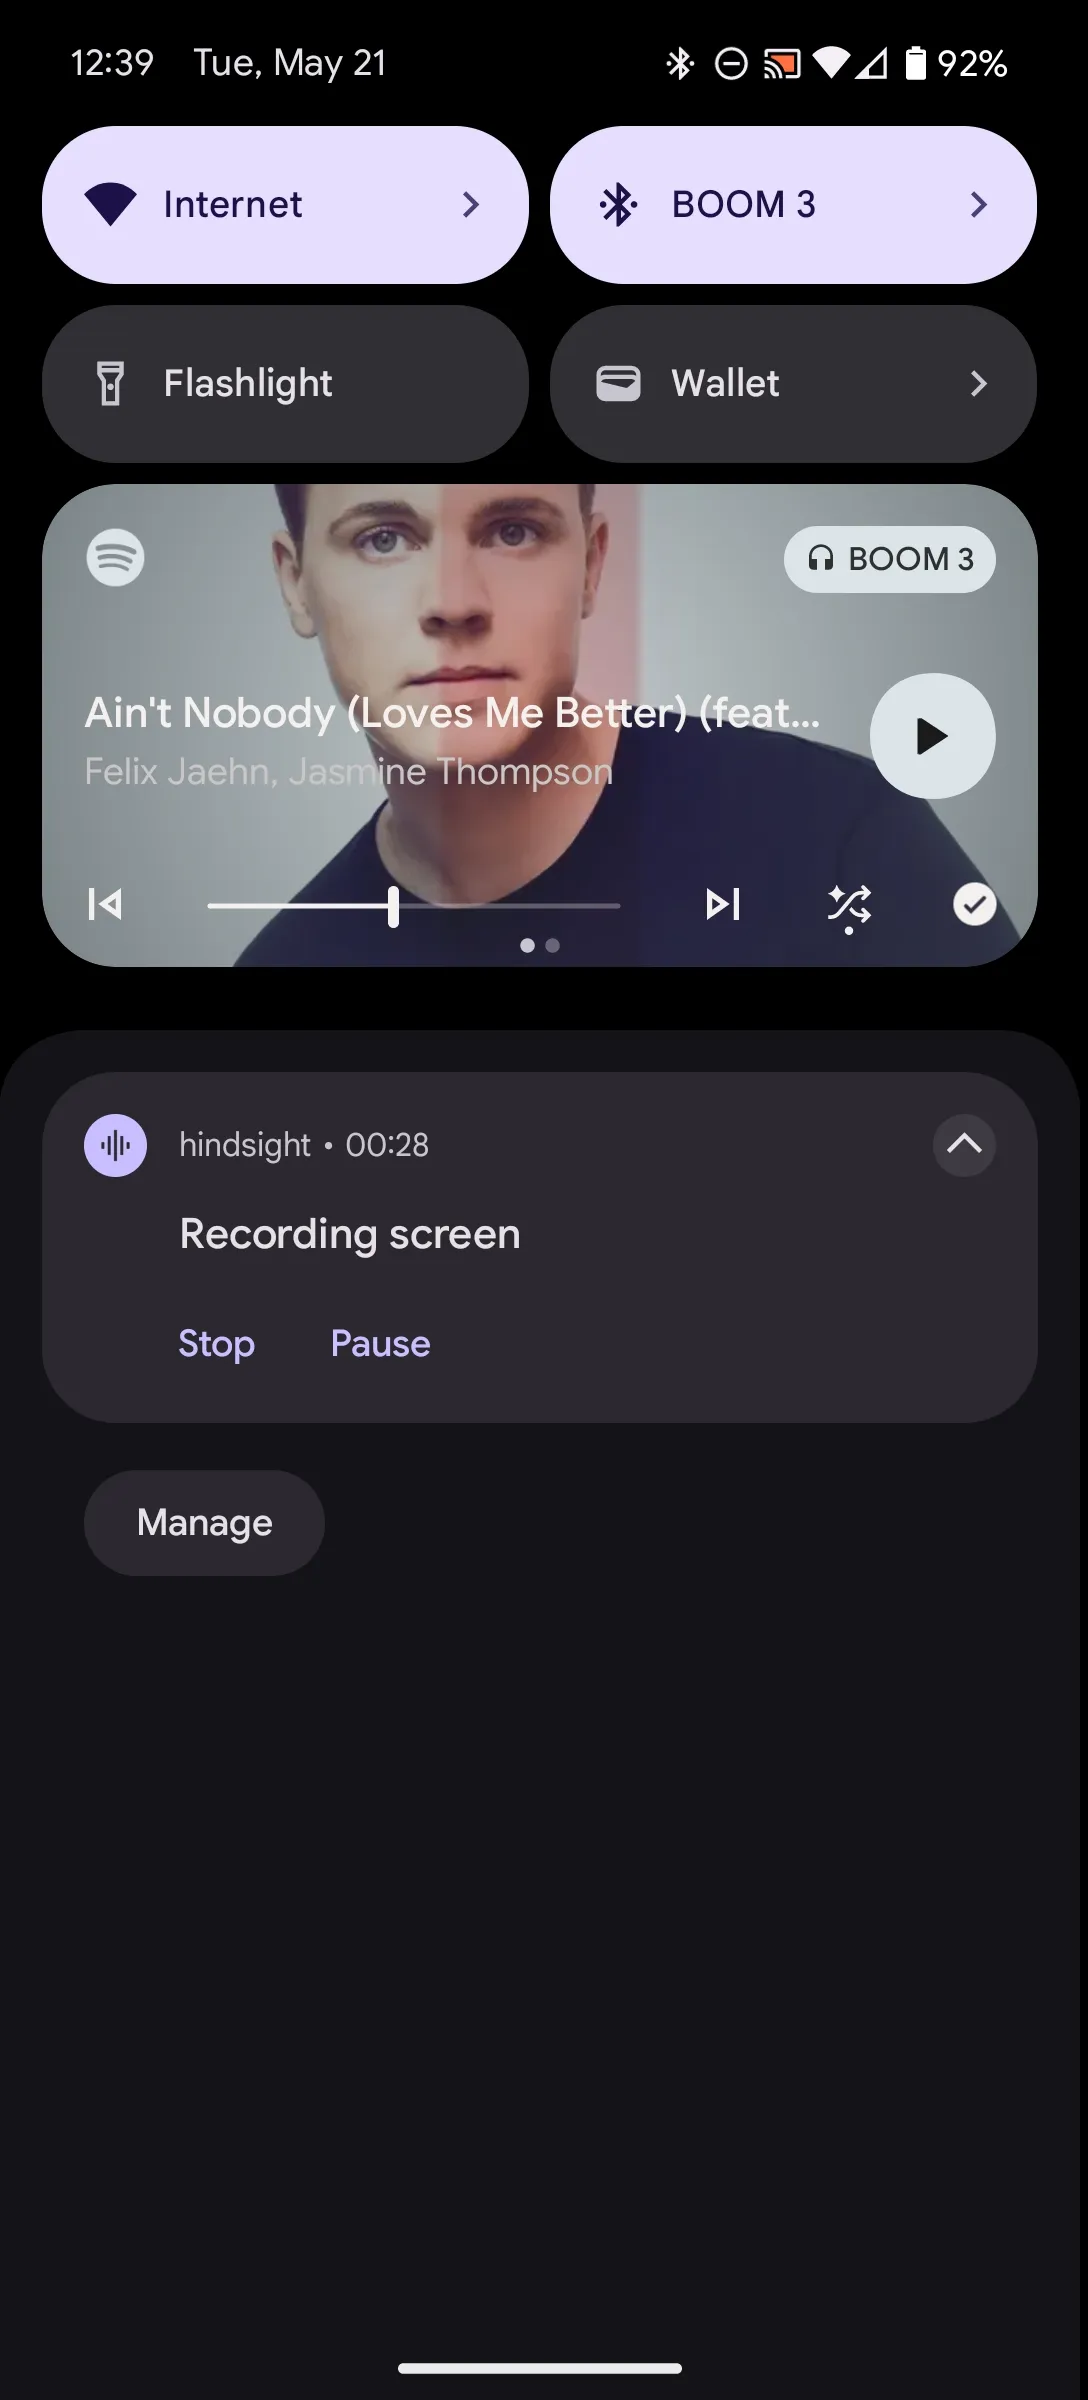 12:39 Tue, May 21 92%
Internet
BOOM 3
Flashlight
Wallet
BOOM 3
Ain't Nobody (Loves Me Better) (feat...
Felix Jaehn, Jasmine Thompson
hindsight • 00:28
Recording screen
Stop Pause
Manage